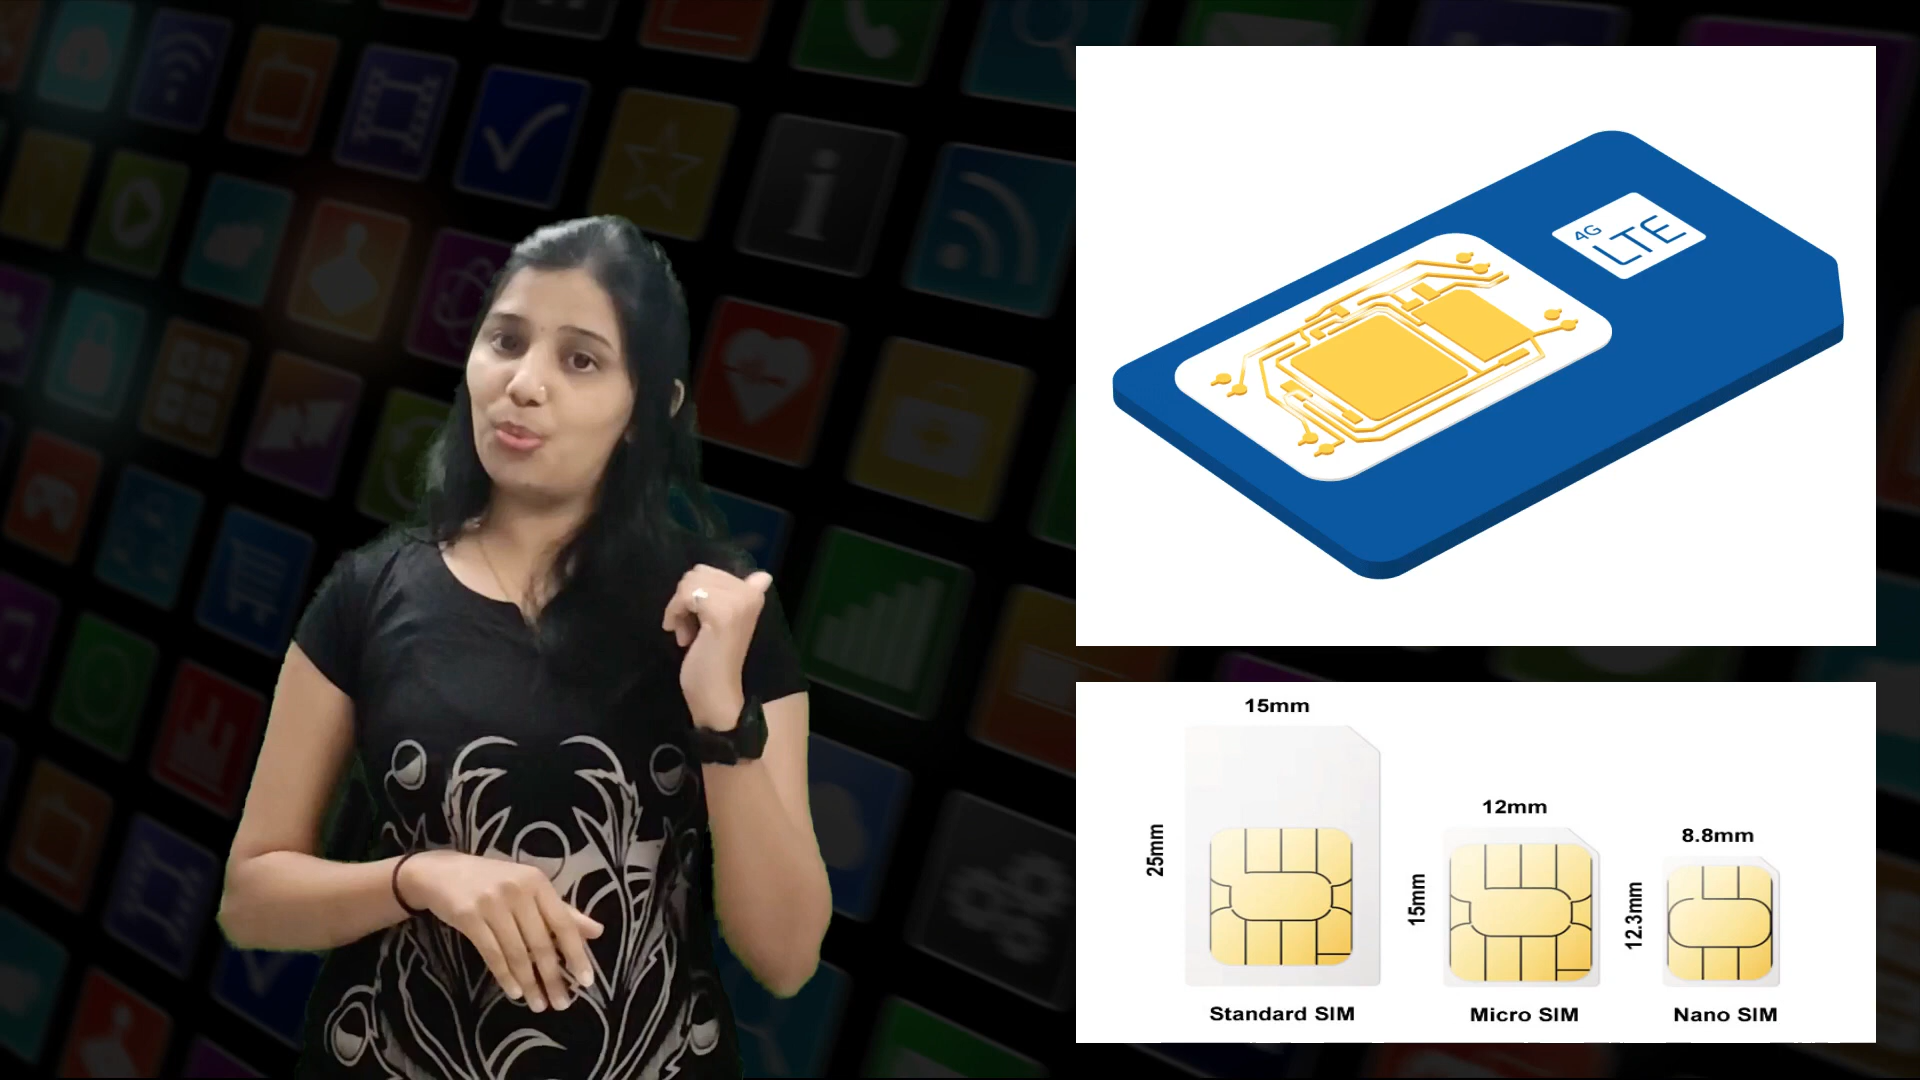 4G
LTE
15mm
25mm
Standard SIM
12mm
15mm
Micro SIM
8.8mm
12.3mm
Nano SIM